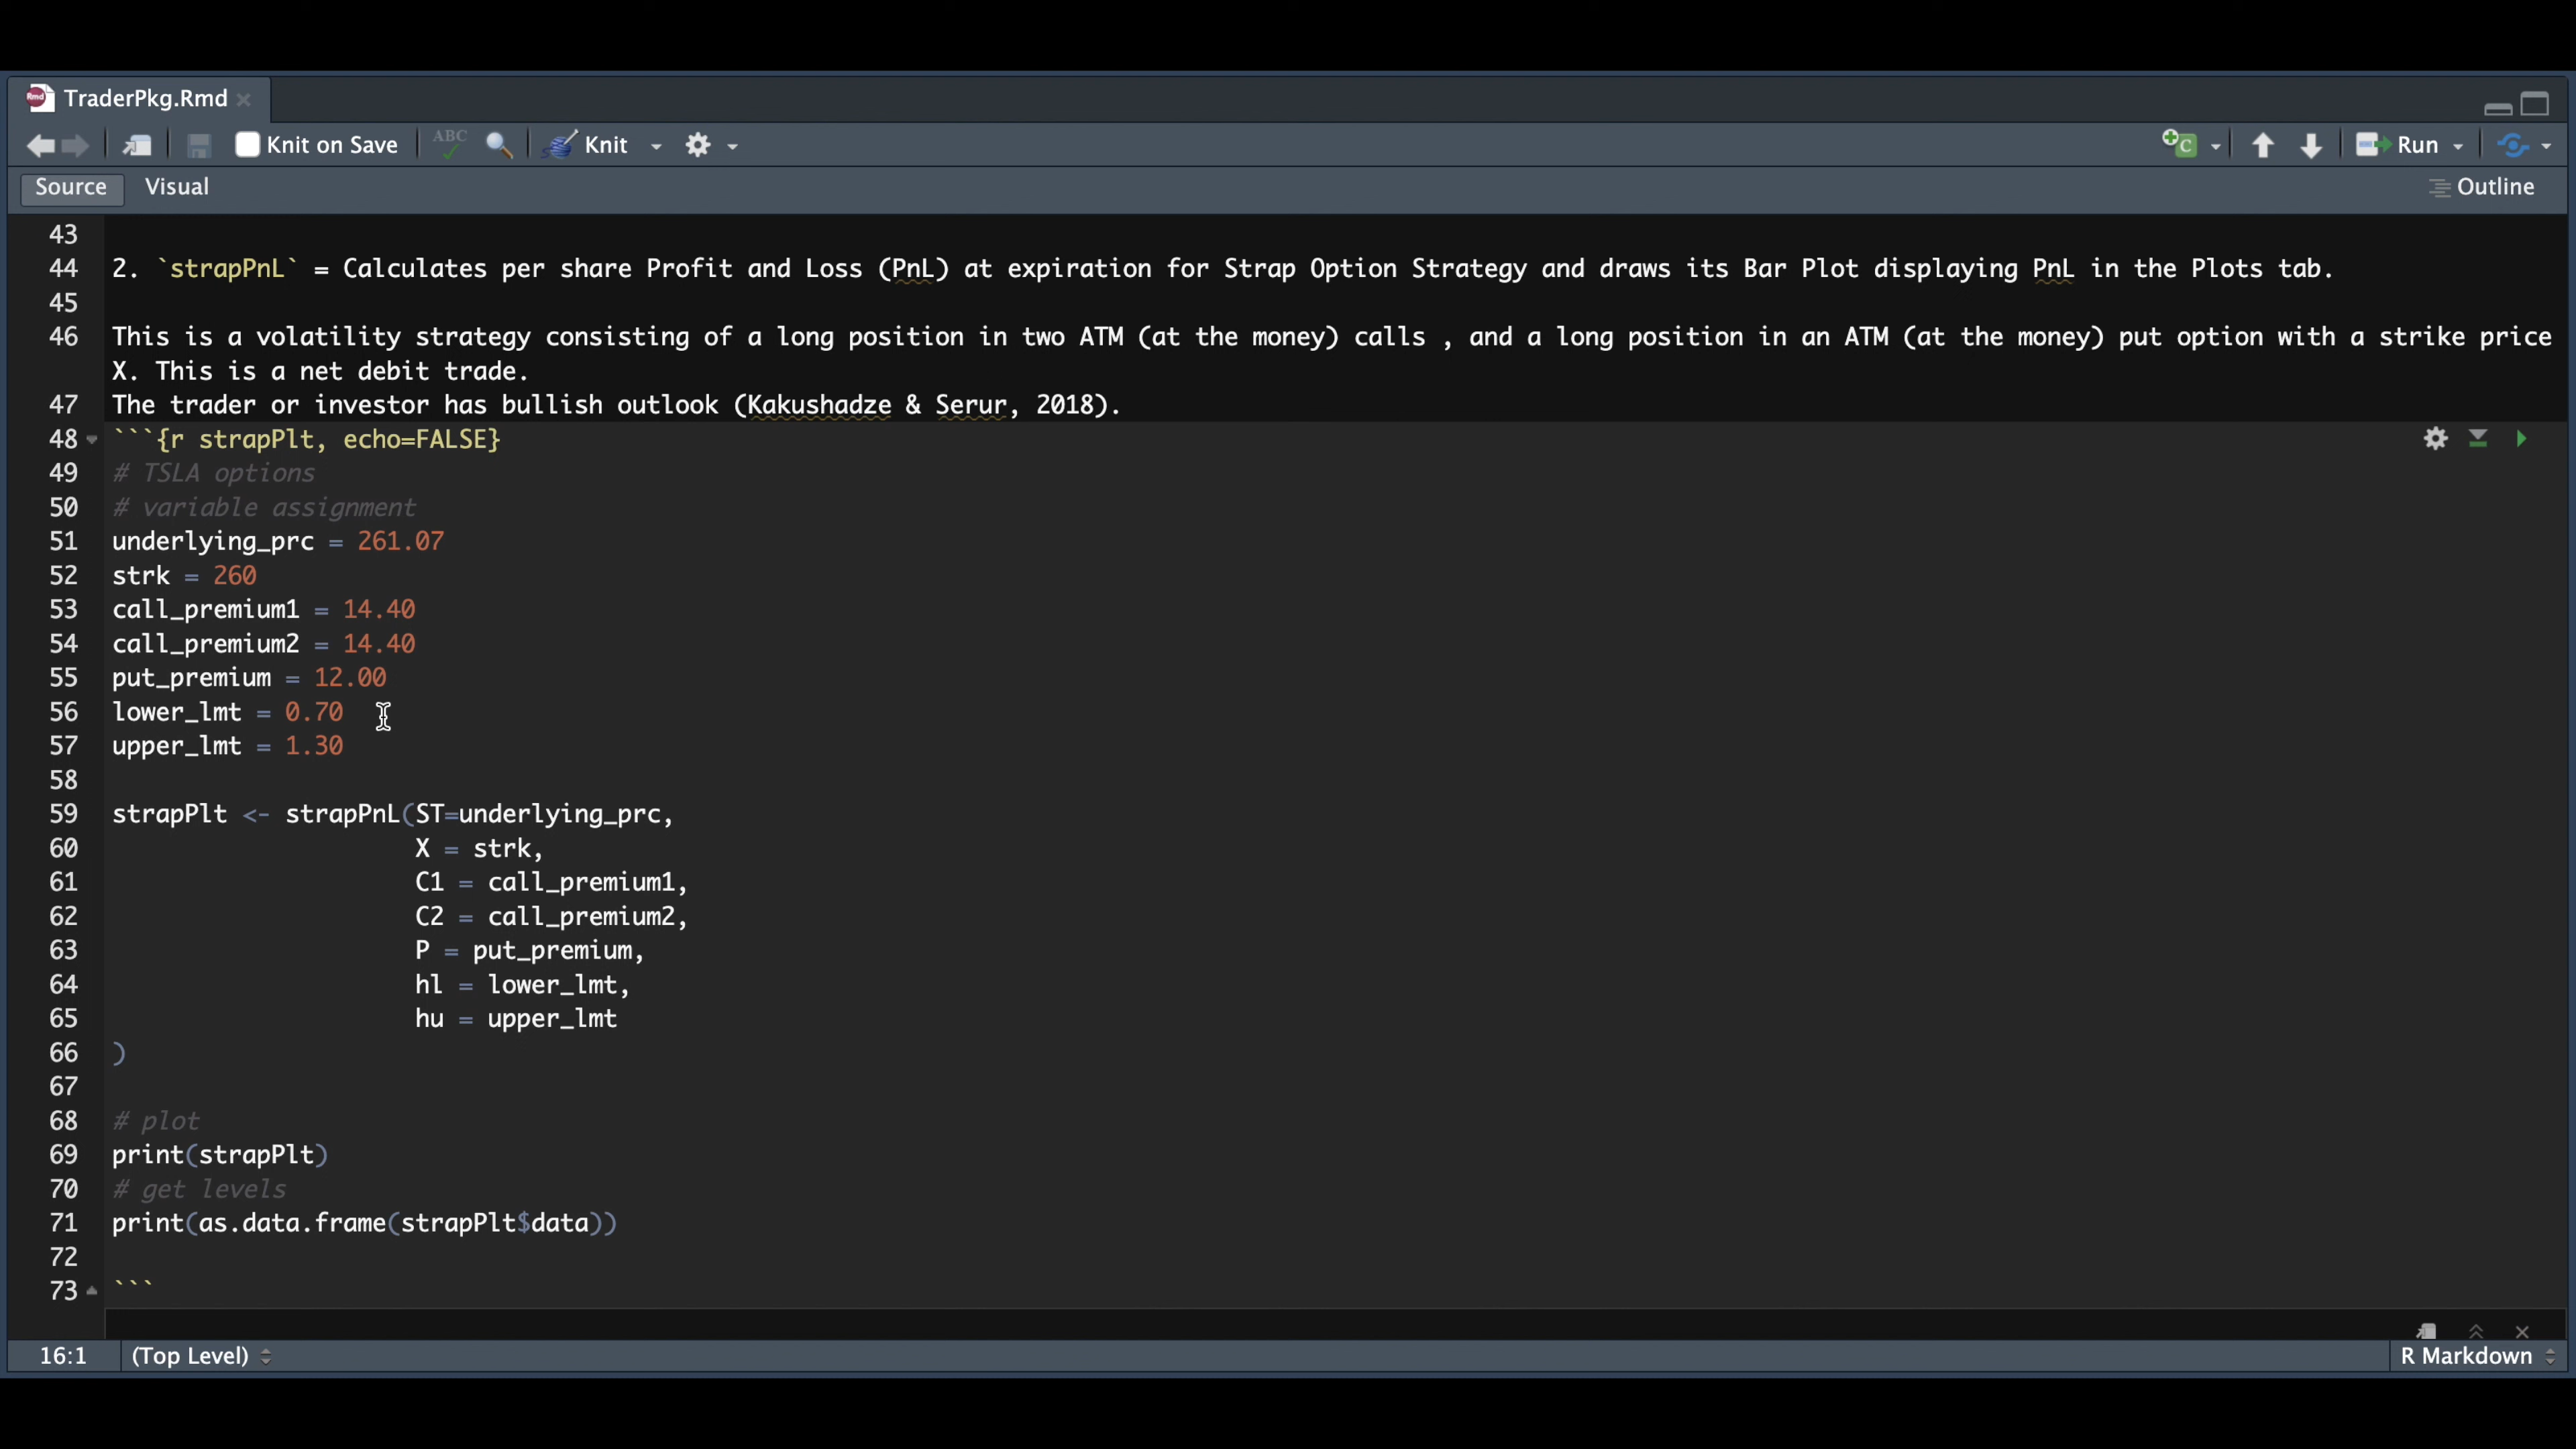 TraderPkg.Rmd
Knit on Save
ABC
Knit
Run
Source
Visual
Outline
43
44 2. `strapPnL` = Calculates per share Profit and Loss (PnL) at expiration for Strap Option Strategy and draws its Bar Plot displaying PnL in the Plots tab.
45
46 This is a volatility strategy consisting of a long position in two ATM (at the money) calls , and a long position in an ATM (at the money) put option with a strike price
X. This is a net debit trade.
47 The trader or investor has bullish outlook (Kakushadze & Serur, 2018).
48 ```{r strapPlt, echo=FALSE}
49 # TSLA options
50 # variable assignment
51 underlying_prc = 261.07
52 strk = 260
53 call_premium1 = 14.40
54 call_premium2 = 14.40
55 put_premium = 12.00
56 lower_lmt = 0.70
57 upper_lmt = 1.30
58
59 strapPlt <- strapPnL(ST=underlying_prc,
60 X = strk,
61 C1 = call_premium1,
62 C2 = call_premium2,
63 P = put_premium,
64 hl = lower_lmt,
65 hu = upper_lmt
66 )
67
68 # plot
69 print(strapPlt)
70 # get levels
71 print(as.data.frame(strapPlt$data))
72
73 ```
16:1 (Top Level)
R Markdown